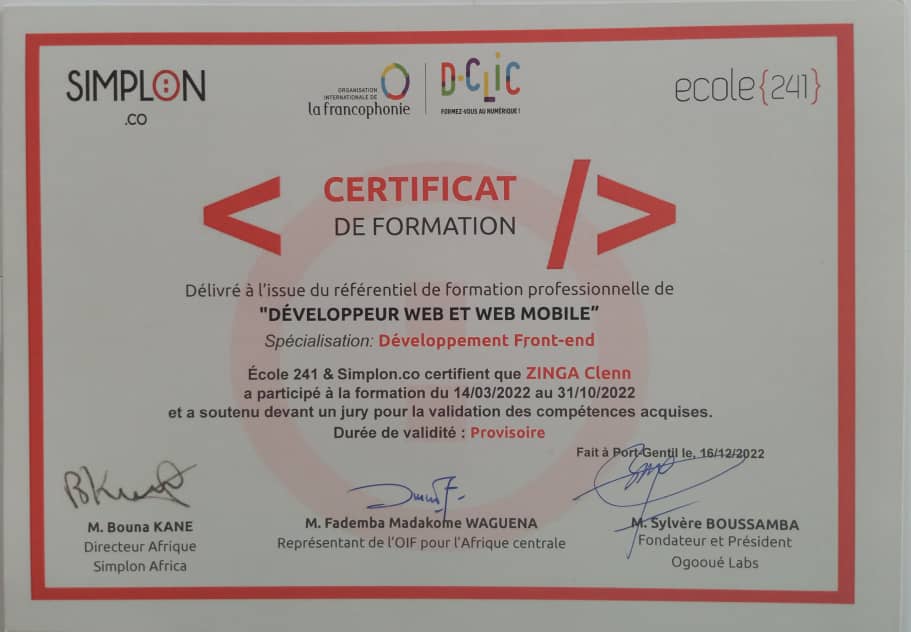 SIMPLON
.CO
ORGANISATION
INTERNATIONALE DE
la francophonie
D-CLIC
FORMEZ-VOUS AU NUMÉRIQUE !
ecole{241}
< CERTIFICAT />
DE FORMATION
Délivré à l'issue du référentiel de formation professionnelle de
"DÉVELOPPEUR WEB ET WEB MOBILE”
Spécialisation: Développement Front-end
École 241 & Simplon.co certifient que ZINGA Clenn
a participé à la formation du 14/03/2022 au 31/10/2022
et a soutenu devant un jury pour la validation des compétences acquises.
Durée de validité : Provisoire
Fait à Port-Gentil le, 16/12/2022
M. Bouna KANE
Directeur Afrique
Simplon Africa
M. Fademba Madakome WAGUENA
Représentant de l'OIF pour l'Afrique centrale
M. Sylvère BOUSSAMBA
Fondateur et Président
Ogooué Labs